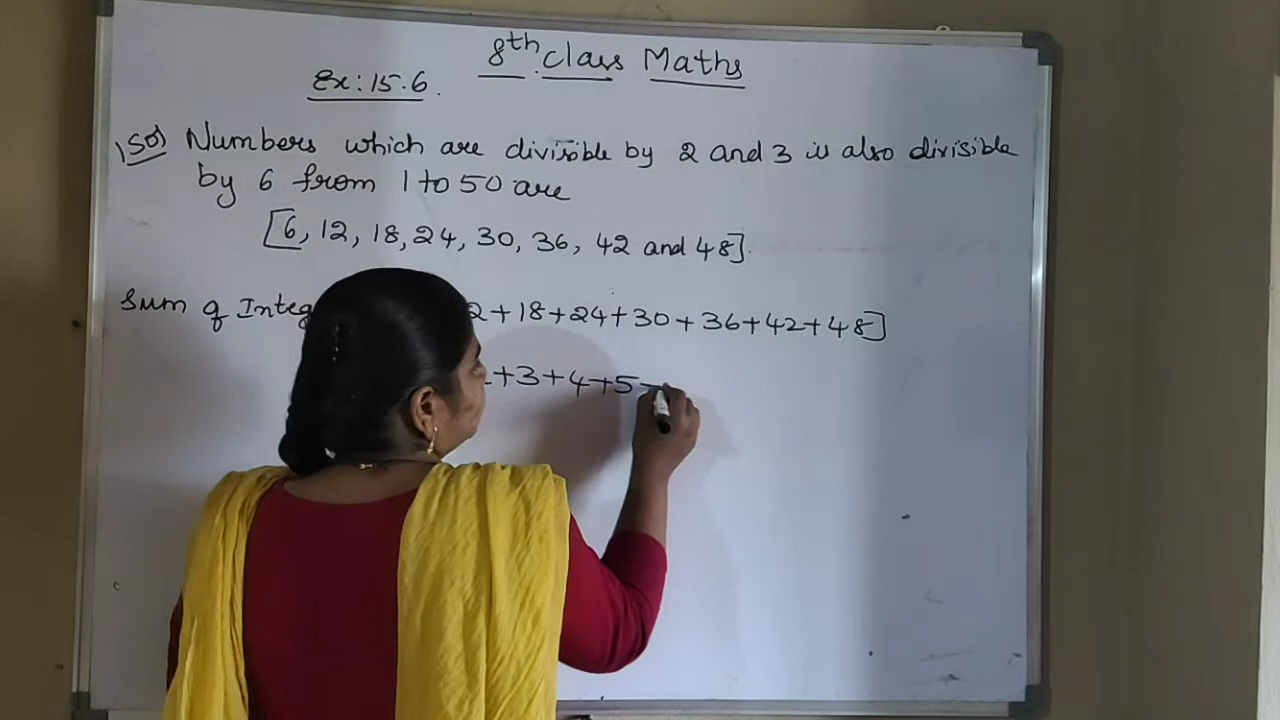 8th class Maths
Ex: 15.6.
1 Sol Numbers which are divisible by 2 and 3 is also divisible
by 6 from 1 to 50 are
[6, 12, 18, 24, 30, 36, 42 and 48].
Sum of +18+24+30+36+42+48]
+3+4+5